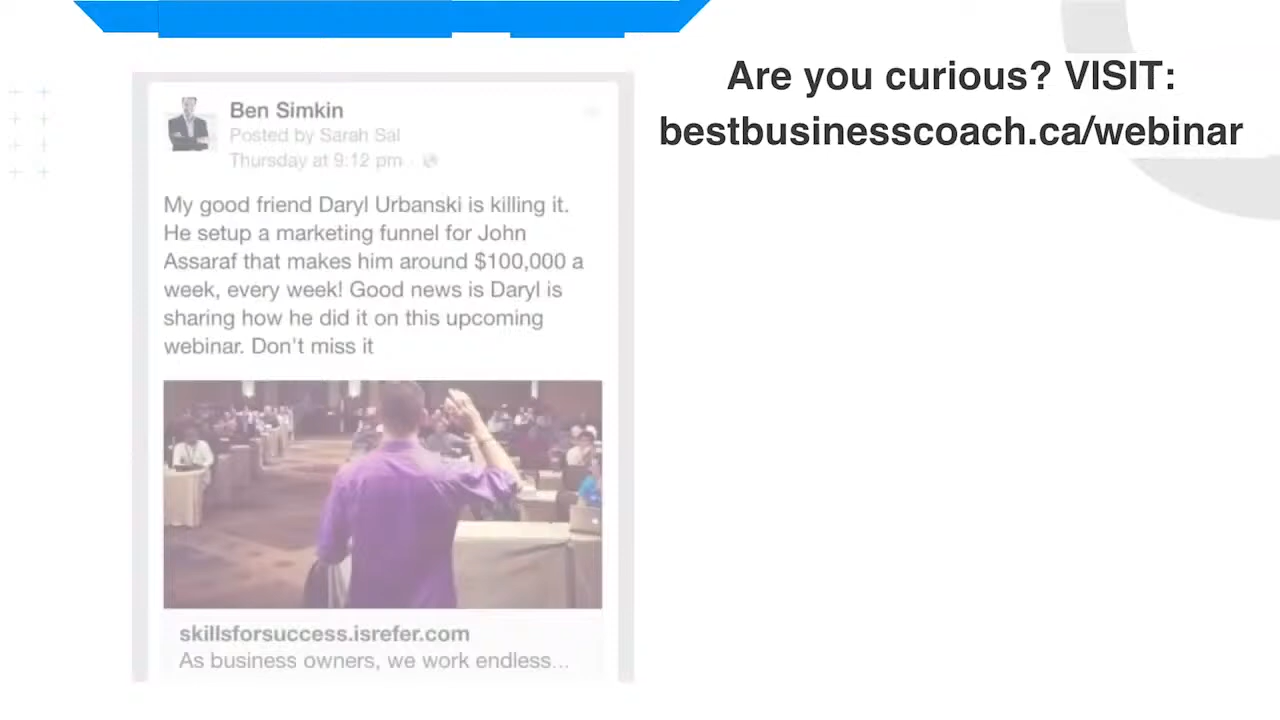 Are you curious? VISIT:
bestbusinesscoach.ca/webinar
Ben Simkin
Posted by Sarah Sal
Thursday at 9:12 pm
My good friend Daryl Urbanski is killing it.
He setup a marketing funnel for John
Assaraf that makes him around $100,000 a
week, every week! Good news is Daryl is
sharing how he did it on this upcoming
webinar. Don't miss it
skillsforsuccess.isrefer.com
As business owners, we work endless...